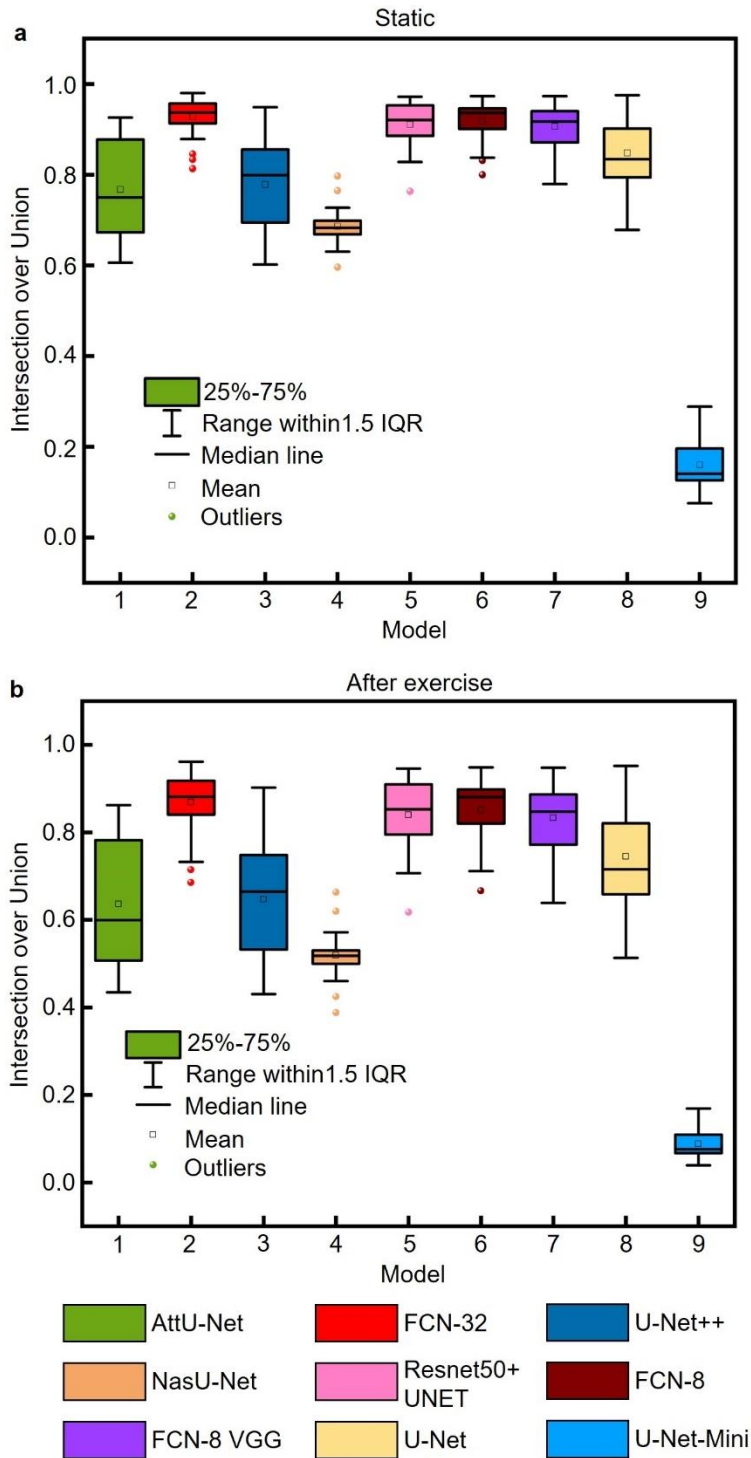 a
Static
Intersection over Union
1.0
0.8
0.6
0.4
0.2
0.0
25%-75%
Range within1.5 IQR
Median line
Mean
Outliers
1 2 3 4 5 6 7 8 9
Model
b
After exercise
Intersection over Union
1.0
0.8
0.6
0.4
0.2
0.0
25%-75%
Range within1.5 IQR
Median line
Mean
Outliers
1 2 3 4 5 6 7 8 9
Model
AttU-Net
FCN-32
U-Net++
NasU-Net
Resnet50+
UNET
FCN-8
FCN-8 VGG
U-Net
U-Net-Mini